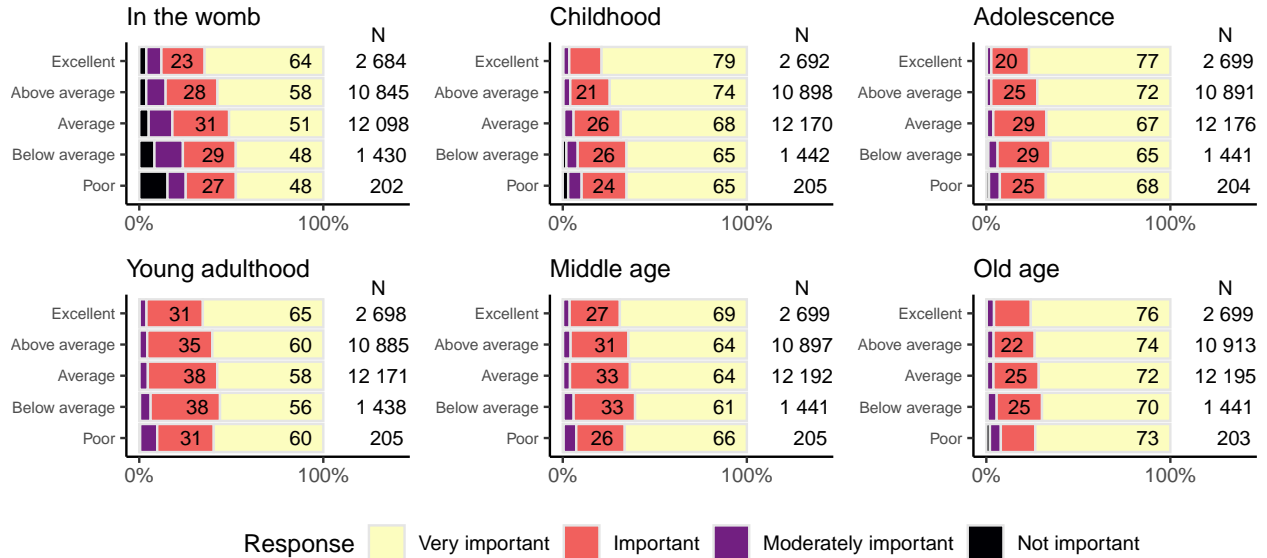 In the womb
N
Excellent 23 64 2 684
Above average 28 58 10 845
Average 31 51 12 098
Below average 29 48 1 430
Poor 27 48 202
0% 100%
Childhood
N
Excellent 79 2 692
Above average 21 74 10 898
Average 26 68 12 170
Below average 26 65 1 442
Poor 24 65 205
0% 100%
Adolescence
N
Excellent 20 77 2 699
Above average 25 72 10 891
Average 29 67 12 176
Below average 29 65 1 441
Poor 25 68 204
0% 100%
Young adulthood
N
Excellent 31 65 2 698
Above average 35 60 10 885
Average 38 58 12 171
Below average 38 56 1 438
Poor 31 60 205
0% 100%
Middle age
N
Excellent 27 69 2 699
Above average 31 64 10 897
Average 33 64 12 192
Below average 33 61 1 441
Poor 26 66 205
0% 100%
Old age
N
Excellent 76 2 699
Above average 22 74 10 913
Average 25 72 12 195
Below average 25 70 1 441
Poor 73 203
0% 100%
Response Very important Important Moderately important Not important